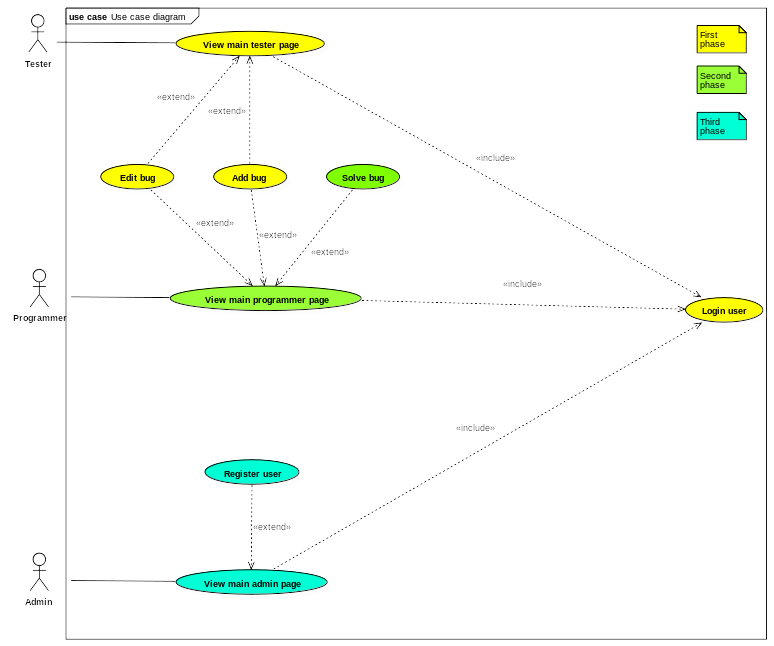 use case Use case diagram
First
phase
View main tester page
Tester
Second
phase
«extend»
«extend»
Third
phase
«include»
Edit bug
Add bug
Solve bug
«extend»
«extend»
«extend»
«include»
View main programmer page
Programmer
Login user
«include»
Register user
«extend»
View main admin page
Admin